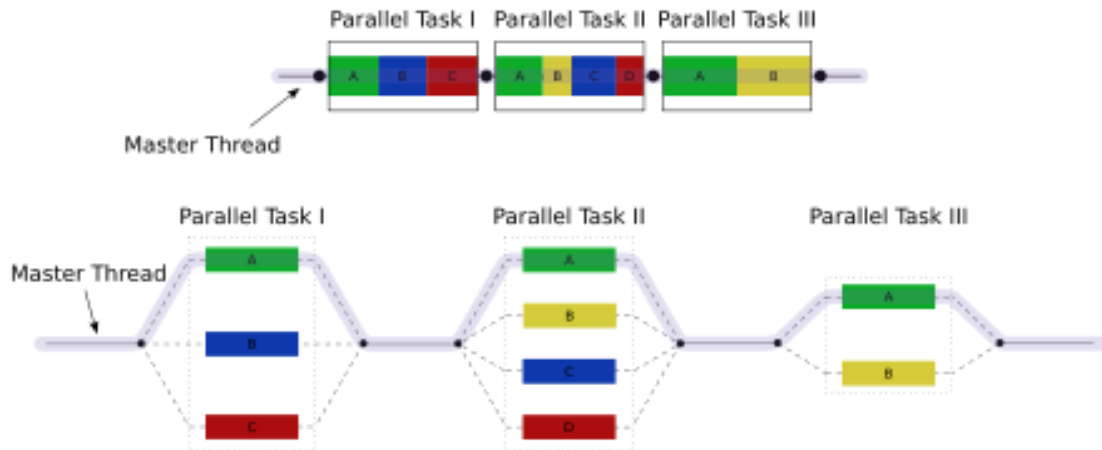 Parallel Task I Parallel Task II Parallel Task III
A B C A B C D A B
Master Thread
Parallel Task I Parallel Task II Parallel Task III
A A
Master Thread
A
B
B
C
B
C D